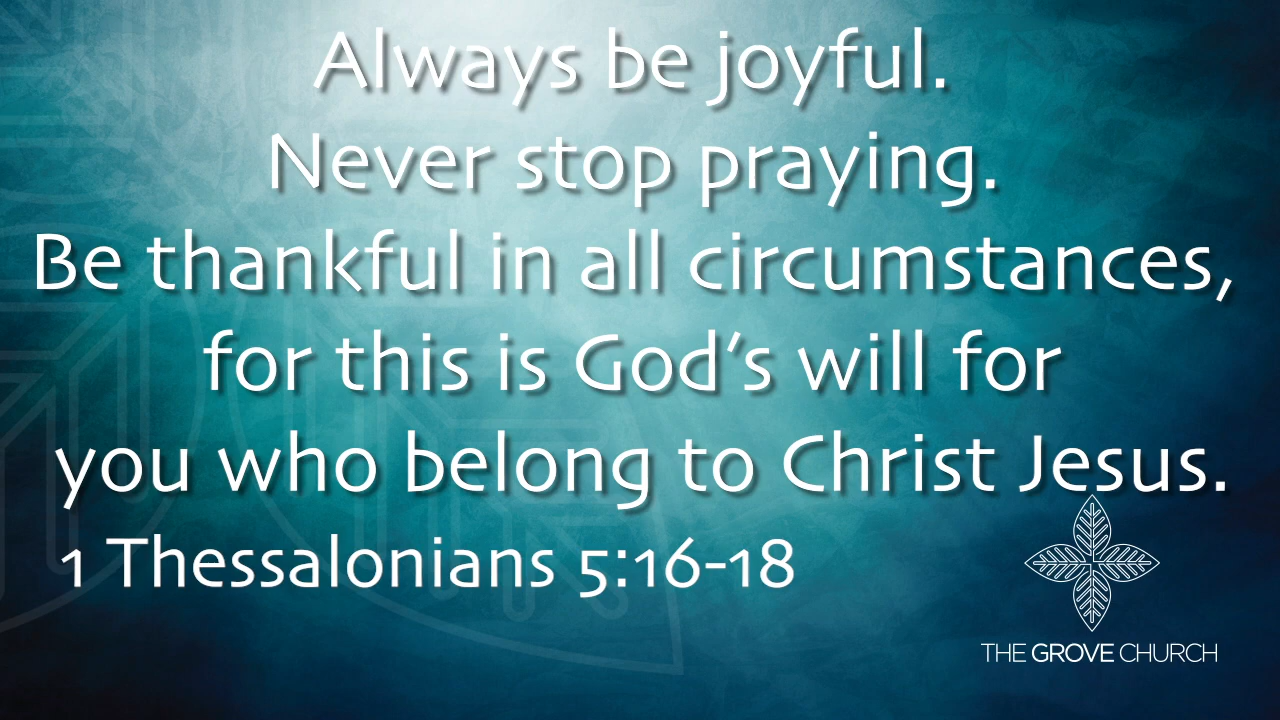 Always be joyful.
Never stop praying.
Be thankful in all circumstances,
for this is God’s will for
you who belong to Christ Jesus.
1 Thessalonians 5:16-18
THE GROVE CHURCH